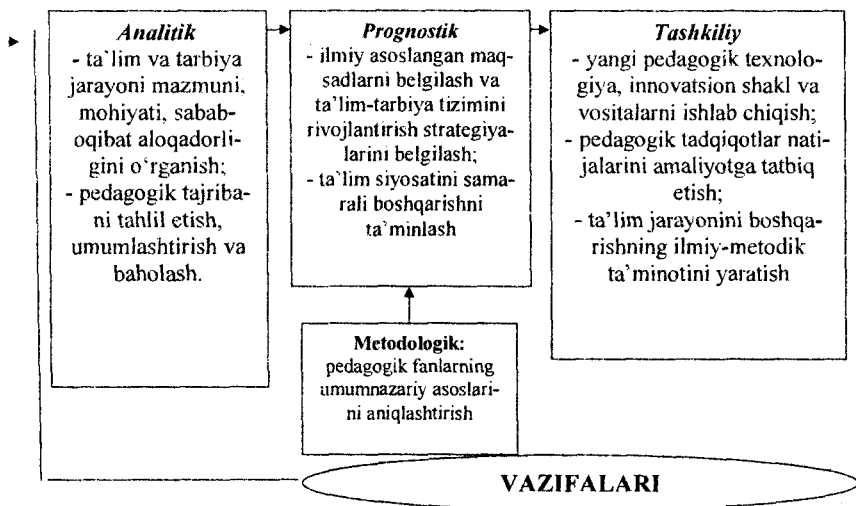 Analitik
- ta`lim va tarbiya
jarayoni mazmuni,
mohiyati, sabab-
oqibat aloqadorli-
gini o‘rganish;
- pedagogik tajriba-
ni tahlil etish,
umumlashtirish va
baholash.
Prognostik
- ilmiy asoslangan maq-
sadlarni belgilash va
ta’lim-tarbiya tizimini
rivojlantirish strategiya-
larini belgilash;
- ta’lim siyosatini sama-
rali boshqarishni
ta’minlash
Tashkiliy
- yangi pedagogik texnolo-
giya, innovatsion shakl va
vositalarni ishlab chiqish;
- pedagogik tadqiqotlar nati-
jalarini amaliyotga tatbiq
etish;
- ta’lim jarayonini boshqa-
rishning ilmiy-metodik
ta’minotini yaratish
Metodologik:
pedagogik fanlarning
umumnazariy asoslari-
ni aniqlashtirish
VAZIFALARI